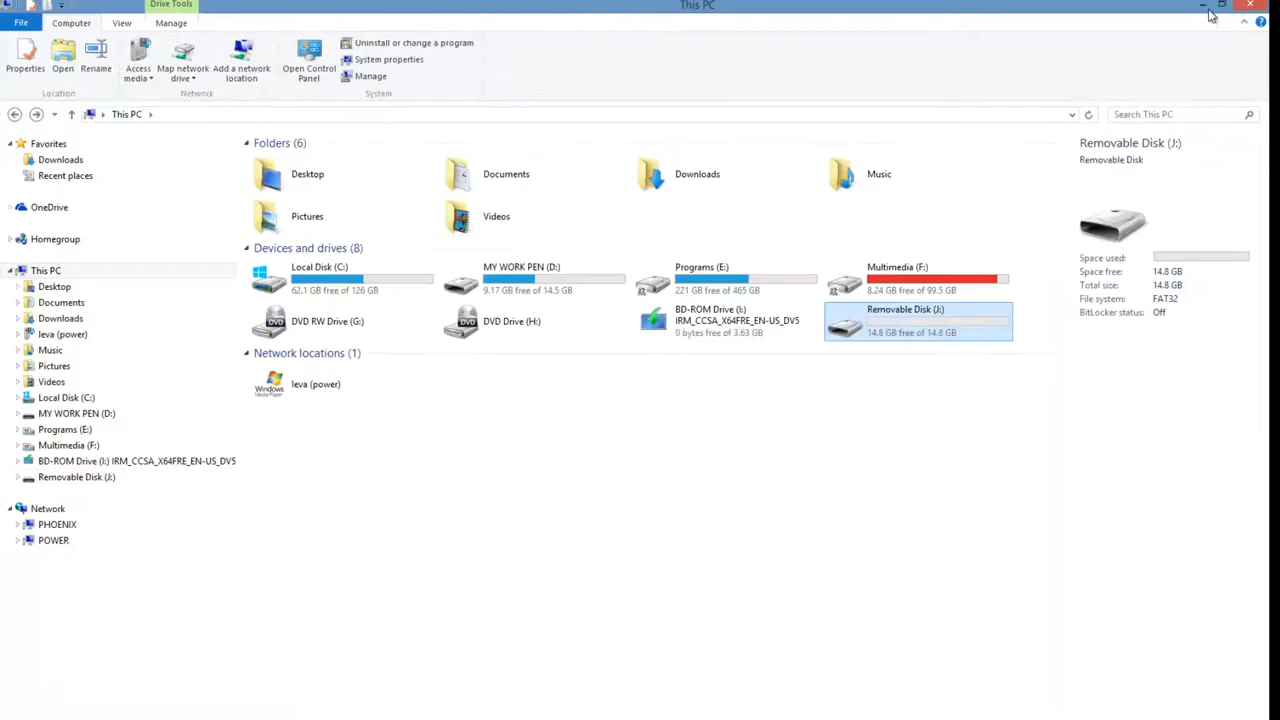 Drive Tools
This PC
File
Computer
View
Manage
Properties
Open
Rename
Access media
Map network drive
Add a network location
Open Control Panel
Uninstall or change a program
System properties
Manage
Location
Network
System
This PC
Search This PC
Favorites
Downloads
Recent places
OneDrive
Homegroup
This PC
Desktop
Documents
Downloads
leva (power)
Music
Pictures
Videos
Local Disk (C:)
MY WORK PEN (D:)
Programs (E:)
Multimedia (F:)
BD-ROM Drive (I:) IRM_CCSA_X64FRE_EN-US_DV5
Removable Disk (J:)
Network
PHOENIX
POWER
Folders (6)
Desktop
Documents
Downloads
Music
Pictures
Videos
Devices and drives (8)
Local Disk (C:)
62.1 GB free of 126 GB
MY WORK PEN (D:)
9.17 GB free of 14.5 GB
Programs (E:)
221 GB free of 465 GB
Multimedia (F:)
8.24 GB free of 99.5 GB
DVD RW Drive (G:)
DVD Drive (H:)
BD-ROM Drive (I:)
IRM_CCSA_X64FRE_EN-US_DV5
0 bytes free of 3.63 GB
Removable Disk (J:)
14.8 GB free of 14.8 GB
Network locations (1)
leva (power)
Removable Disk (J:)
Removable Disk
Space used:
Space free: 14.8 GB
Total size: 14.8 GB
File system: FAT32
BitLocker status: Off